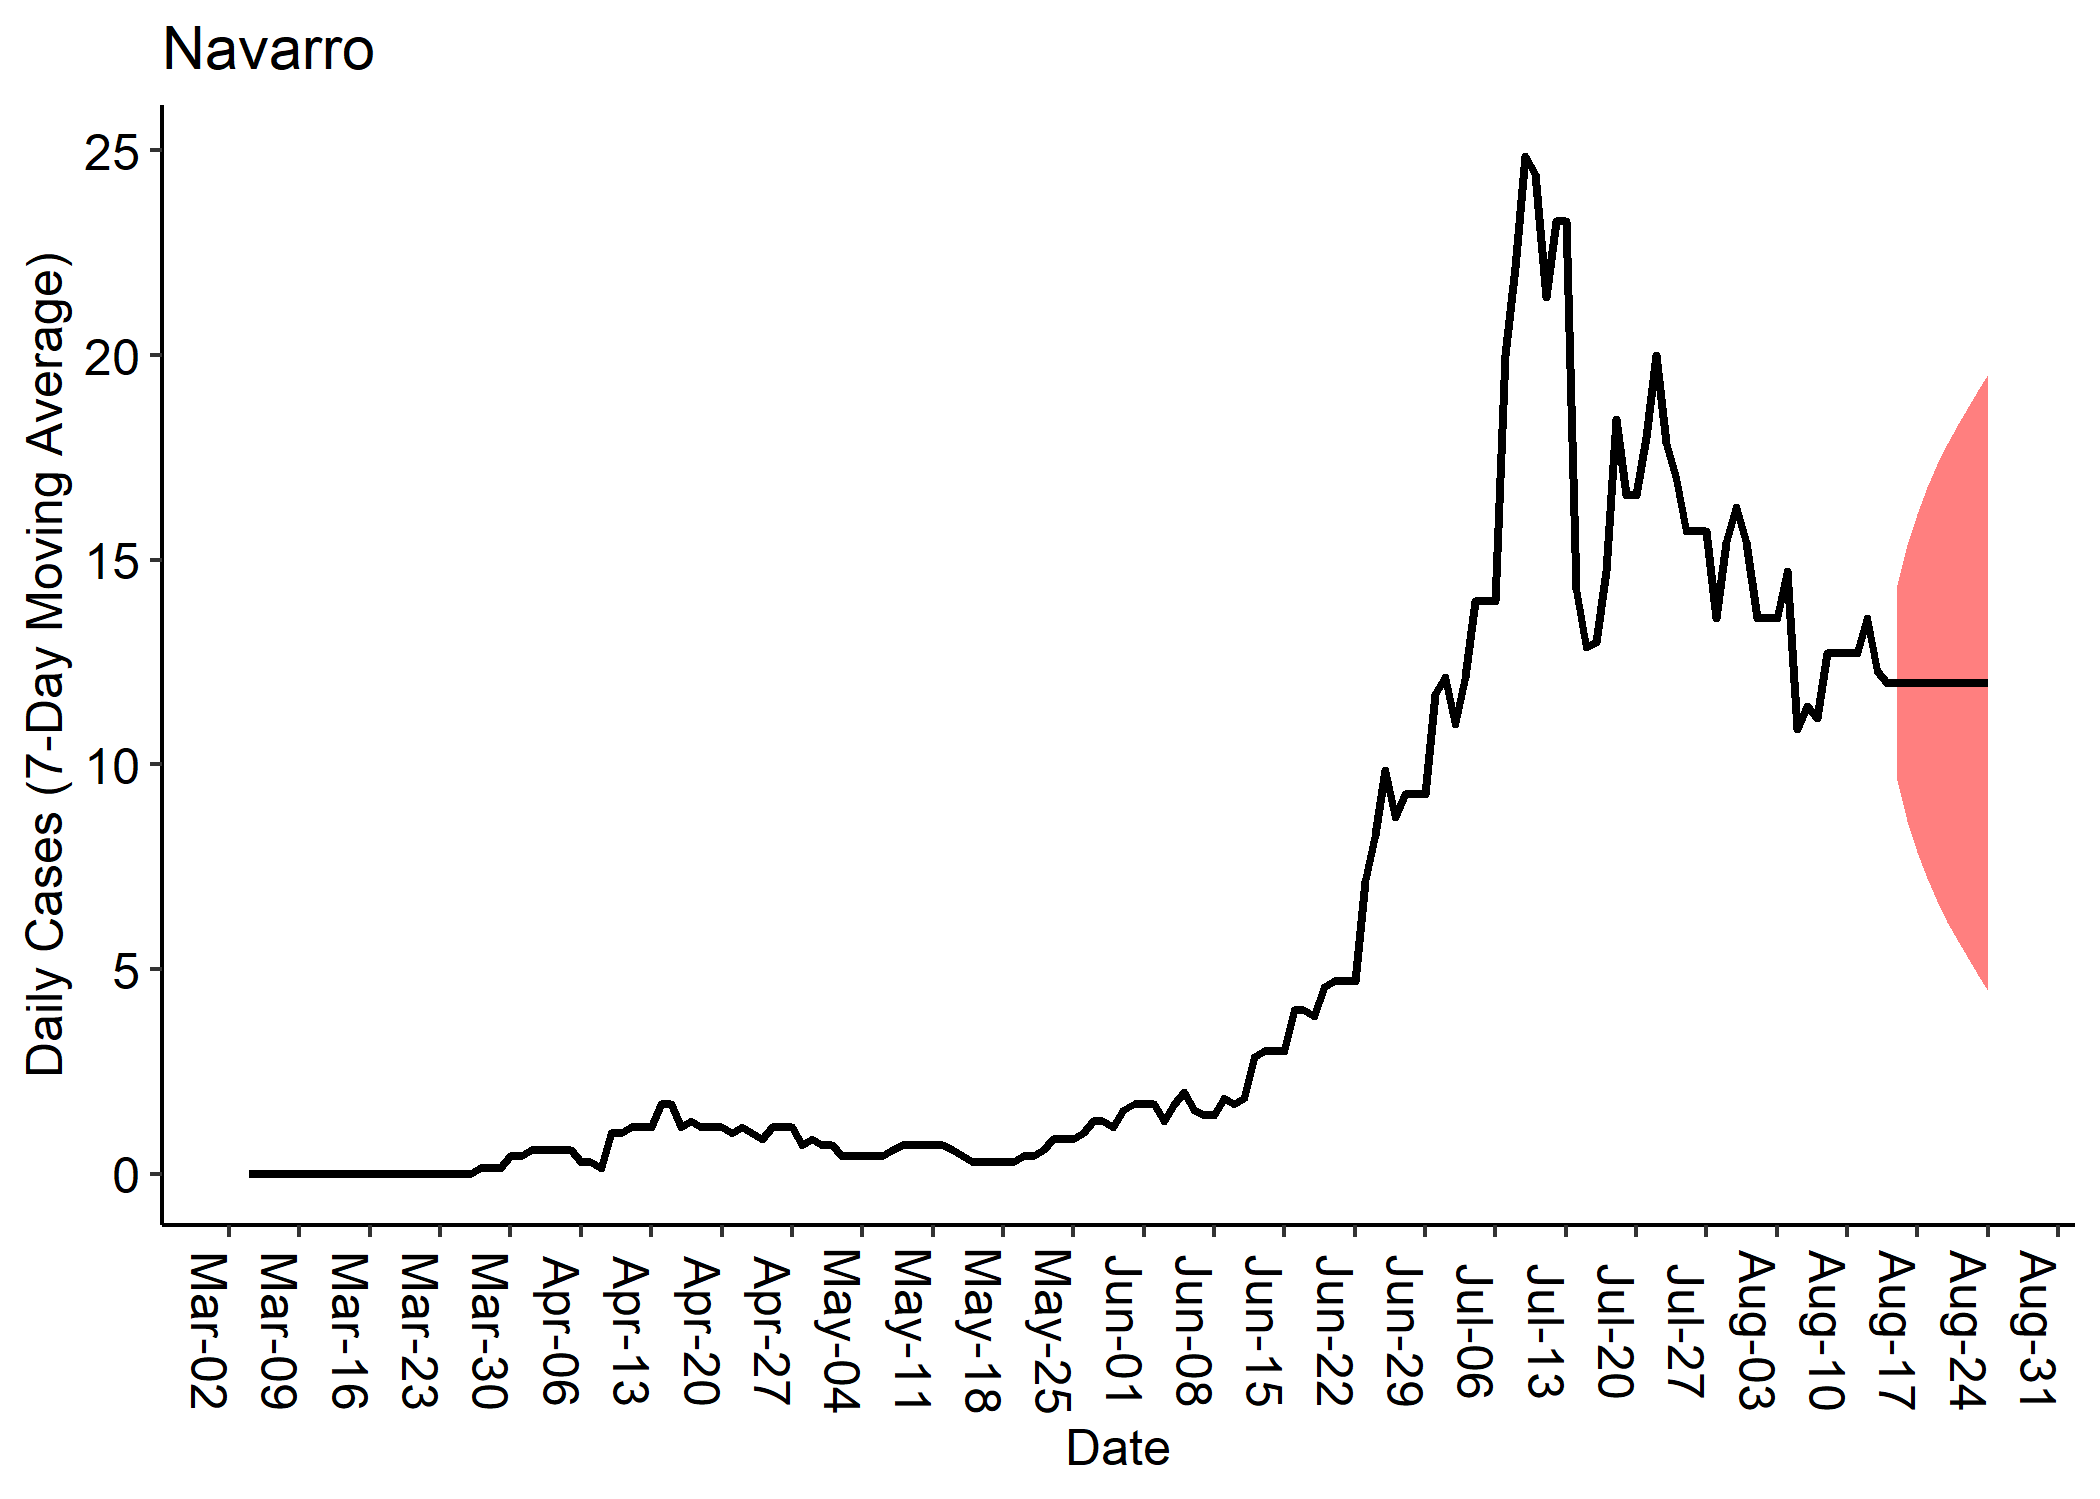 Navarro
Daily Cases (7-Day Moving Average)
25
20
15
10
5
0
Mar-02
Mar-09
Mar-16
Mar-23
Mar-30
Apr-06
Apr-13
Apr-20
Apr-27
May-04
May-11
May-18
May-25
Jun-01
Jun-08
Jun-15
Jun-22
Jun-29
Jul-06
Jul-13
Jul-20
Jul-27
Aug-03
Aug-10
Aug-17
Aug-24
Aug-31
Date